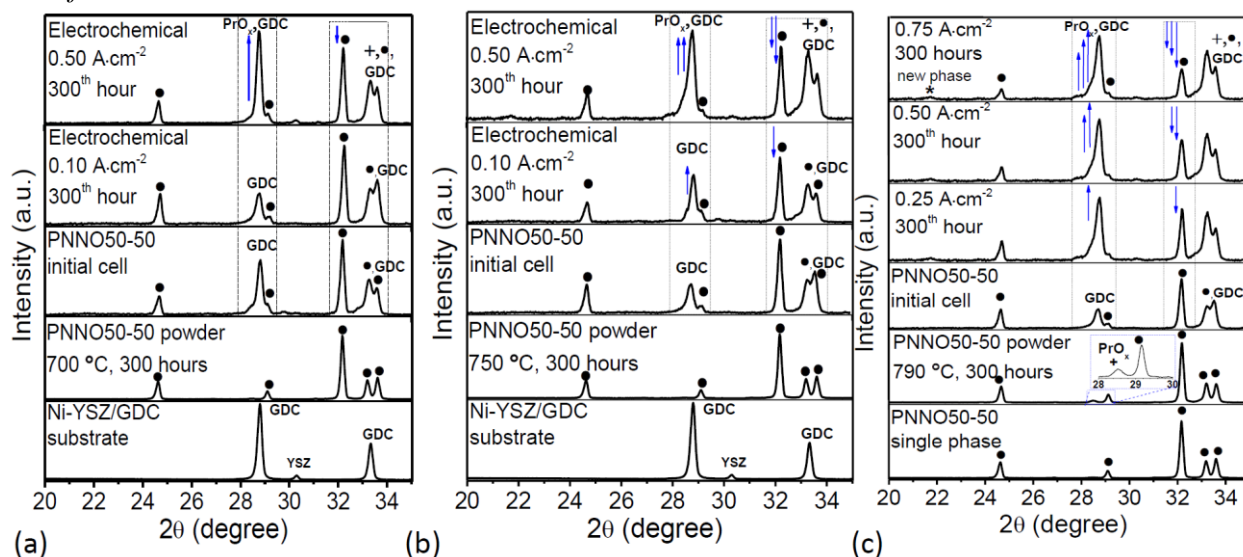 Intensity (a.u.)
Electrochemical
0.50 A·cm⁻²
300th hour
PrOx,GDC
+,●,
GDC
Electrochemical
0.10 A·cm⁻²
300th hour
GDC
●,GDC
PNNO50-50
initial cell
GDC
●,GDC
PNNO50-50 powder
700 °C, 300 hours
Ni-YSZ/GDC
substrate
GDC
YSZ
GDC
20 22 24 26 28 30 32 34
2θ (degree)
(a)
Intensity (a.u.)
Electrochemical
0.50 A·cm⁻²
300th hour
PrOx,GDC
+,●,
GDC
Electrochemical
0.10 A·cm⁻²
300th hour
GDC
●,GDC
PNNO50-50
initial cell
GDC
●,GDC
PNNO50-50 powder
750 °C, 300 hours
Ni-YSZ/GDC
substrate
GDC
YSZ
GDC
20 22 24 26 28 30 32 34
2θ (degree)
(b)
Intensity (a.u.)
0.75 A·cm⁻²
300 hours
new phase
*
PrOx,GDC
+,●,
GDC
0.50 A·cm⁻²
300th hour
0.25 A·cm⁻²
300th hour
PNNO50-50
initial cell
GDC
●,GDC
PNNO50-50 powder
790 °C, 300 hours
PrOx
+
28 29 30
PNNO50-50
single phase
20 22 24 26 28 30 32 34
2θ (degree)
(c)